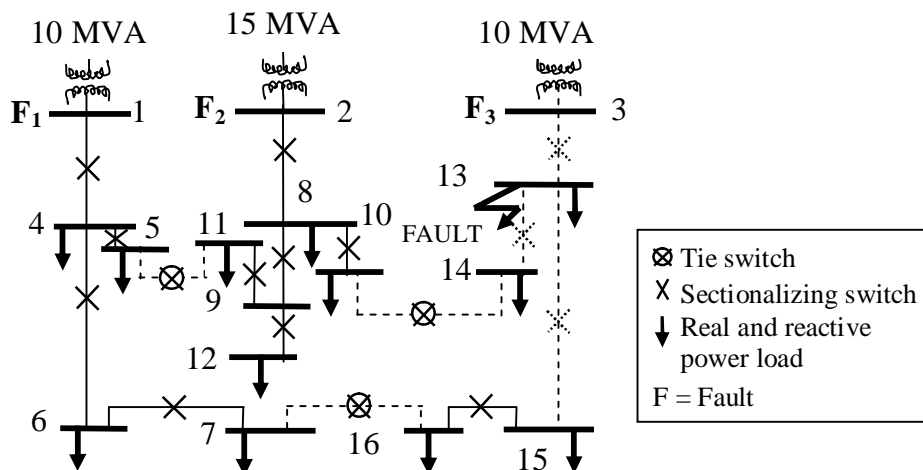 10 MVA
15 MVA
10 MVA
F1
1
F2
2
F3
3
13
8
4
5
11
10
FAULT
14
9
12
6
7
16
15
Tie switch
Sectionalizing switch
Real and reactive
power load
F = Fault